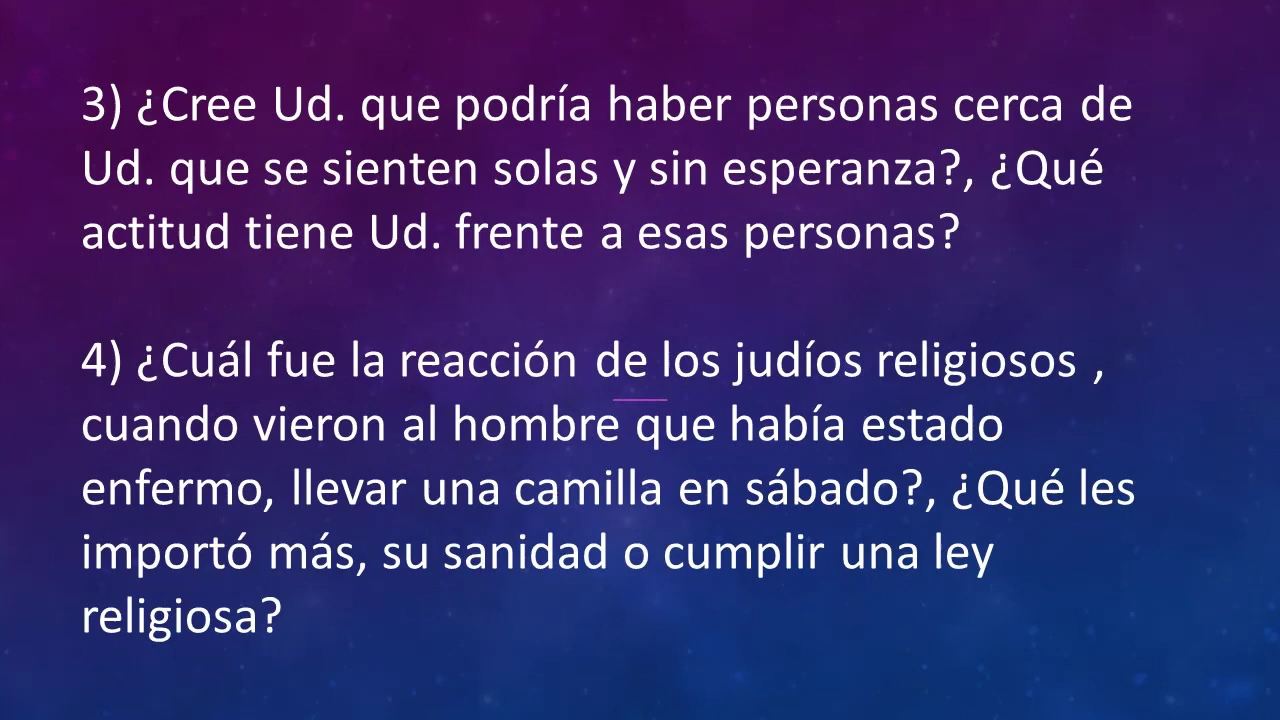 3) ¿Cree Ud. que podría haber personas cerca de
Ud. que se sienten solas y sin esperanza?, ¿Qué
actitud tiene Ud. frente a esas personas?
4) ¿Cuál fue la reacción de los judíos religiosos ,
cuando vieron al hombre que había estado
enfermo, llevar una camilla en sábado?, ¿Qué les
importó más, su sanidad o cumplir una ley
religiosa?